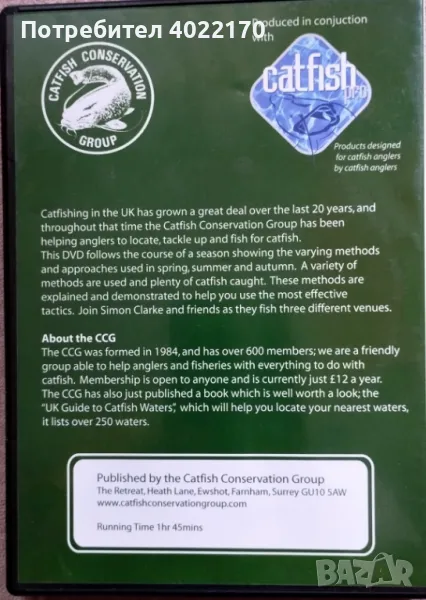 Потребител 4022170
Produced in conjuction
with
CATFISH CONSERVATION
GROUP
catfish
pro
Products designed
for catfish anglers
by catfish anglers
Catfishing in the UK has grown a great deal over the last 20 years, and
throughout that time the Catfish Conservation Group has been
helping anglers to locate, tackle up and fish for catfish.
This DVD follows the course of a season showing the varying methods
and approaches used in spring, summer and autumn. A variety of
methods are used and plenty of catfish caught. These methods are
explained and demonstrated to help you use the most effective
tactics. Join Simon Clarke and friends as they fish three different venues.
About the CCG
The CCG was formed in 1984, and has over 600 members; we are a friendly
group able to help anglers and fisheries with everything to do with
catfish. Membership is open to anyone and is currently just £12 a year.
The CCG has also just published a book which is well worth a look; the
"UK Guide to Catfish Waters", which will help you locate your nearest waters,
it lists over 250 waters.
Published by the Catfish Conservation Group
The Retreat, Heath Lane, Ewshot, Farnham, Surrey GU10 5AW
www.catfishconservationgroup.com
Running Time 1hr 45mins
BAZAR